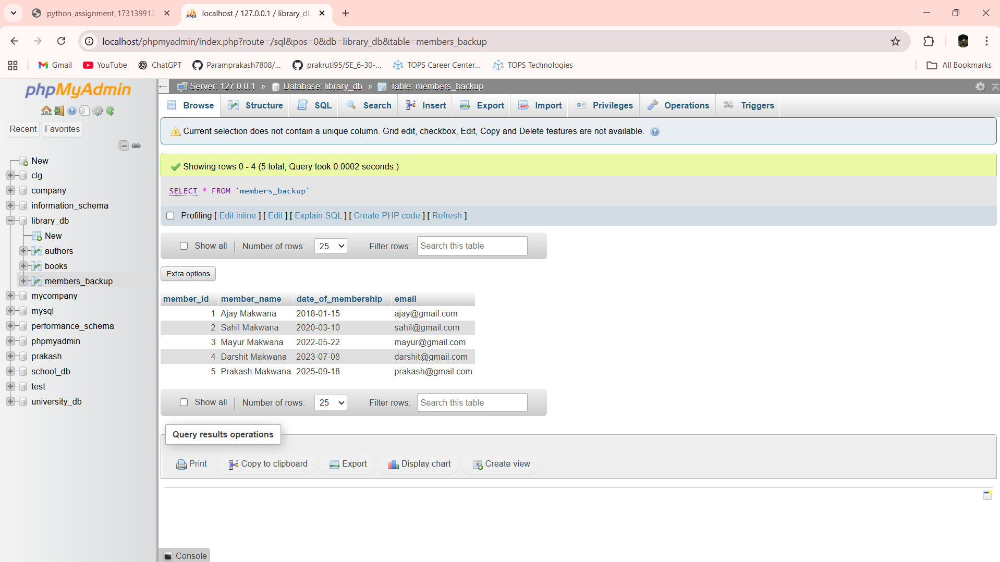 python_assignment_173139913
localhost / 127.0.0.1 / library_db
localhost/phpmyadmin/index.php?route=/sql&pos=0&db=library_db&table=members_backup
Gmail
YouTube
ChatGPT
Paramprakash7808/...
prakruti95/SE_6-30-...
TOPS Career Center...
TOPS Technologies
All Bookmarks
phpMyAdmin
Recent
Favorites
New
clg
company
information_schema
library_db
New
authors
books
members_backup
mycompany
mysql
performance_schema
phpmyadmin
prakash
school_db
test
university_db
Server: 127.0.0.1 » Database: library_db » Table: members_backup
Browse
Structure
SQL
Search
Insert
Export
Import
Privileges
Operations
Triggers
Current selection does not contain a unique column. Grid edit, checkbox, Edit, Copy and Delete features are not available.
Showing rows 0 - 4 (5 total, Query took 0.0002 seconds.)
SELECT * FROM `members_backup`
Profiling [ Edit inline ] [ Edit ] [ Explain SQL ] [ Create PHP code ] [ Refresh ]
Show all | Number of rows: 25 Filter rows: Search this table
Extra options
member_id member_name date_of_membership email
1 Ajay Makwana 2018-01-15 ajay@gmail.com
2 Sahil Makwana 2020-03-10 sahil@gmail.com
3 Mayur Makwana 2022-05-22 mayur@gmail.com
4 Darshit Makwana 2023-07-08 darshit@gmail.com
5 Prakash Makwana 2025-09-18 prakash@gmail.com
Show all | Number of rows: 25 Filter rows: Search this table
Query results operations
Print
Copy to clipboard
Export
Display chart
Create view
Console